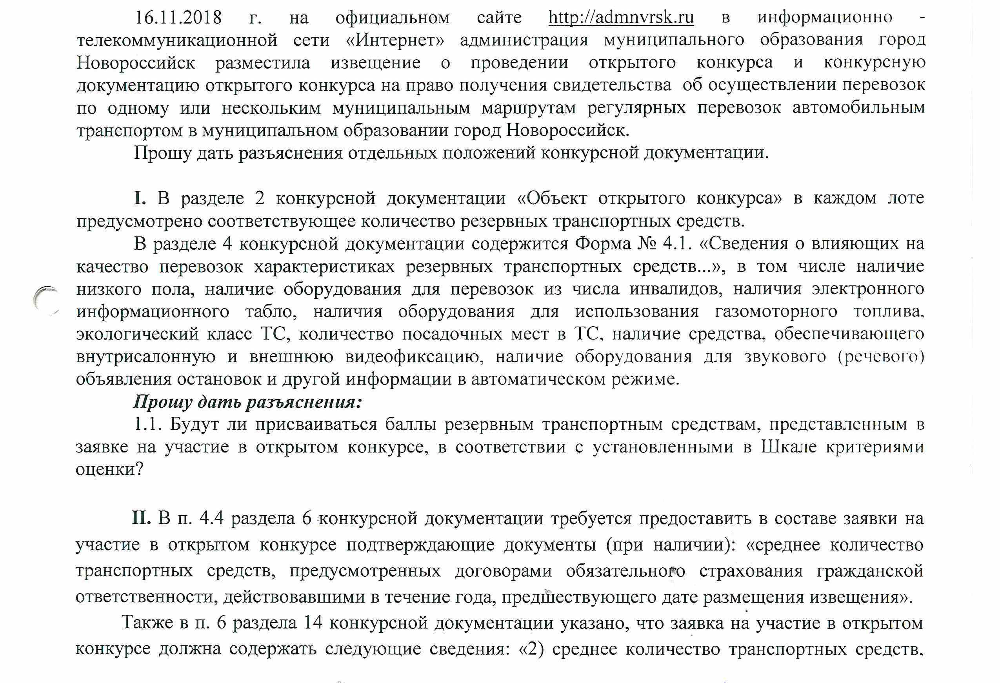 16.11.2018 г. на официальном сайте http://admnvrsk.ru в информационно -
телекоммуникационной сети «Интернет» администрация муниципального образования город
Новороссийск разместила извещение о проведении открытого конкурса и конкурсную
документацию открытого конкурса на право получения свидетельства об осуществлении перевозок
по одному или нескольким муниципальным маршрутам регулярных перевозок автомобильным
транспортом в муниципальном образовании город Новороссийск.
Прошу дать разъяснения отдельных положений конкурсной документации.
I. В разделе 2 конкурсной документации «Объект открытого конкурса» в каждом лоте
предусмотрено соответствующее количество резервных транспортных средств.
В разделе 4 конкурсной документации содержится Форма № 4.1. «Сведения о влияющих на
качество перевозок характеристиках резервных транспортных средств...», в том числе наличие
низкого пола, наличие оборудования для перевозок из числа инвалидов, наличия электронного
информационного табло, наличия оборудования для использования газомоторного топлива,
экологический класс ТС, количество посадочных мест в ТС, наличие средства, обеспечивающего
внутрисалонную и внешнюю видеофиксацию, наличие оборудования для звукового (речевого)
объявления остановок и другой информации в автоматическом режиме.
Прошу дать разъяснения:
1.1. Будут ли присваиваться баллы резервным транспортным средствам, представленным в
заявке на участие в открытом конкурсе, в соответствии с установленными в Шкале критериями
оценки?
II. В п. 4.4 раздела 6 конкурсной документации требуется предоставить в составе заявки на
участие в открытом конкурсе подтверждающие документы (при наличии): «среднее количество
транспортных средств, предусмотренных договорами обязательного страхования гражданской
ответственности, действовавшими в течение года, предшествующего дате размещения извещения».
Также в п. 6 раздела 14 конкурсной документации указано, что заявка на участие в открытом
конкурсе должна содержать следующие сведения: «2) среднее количество транспортных средств,